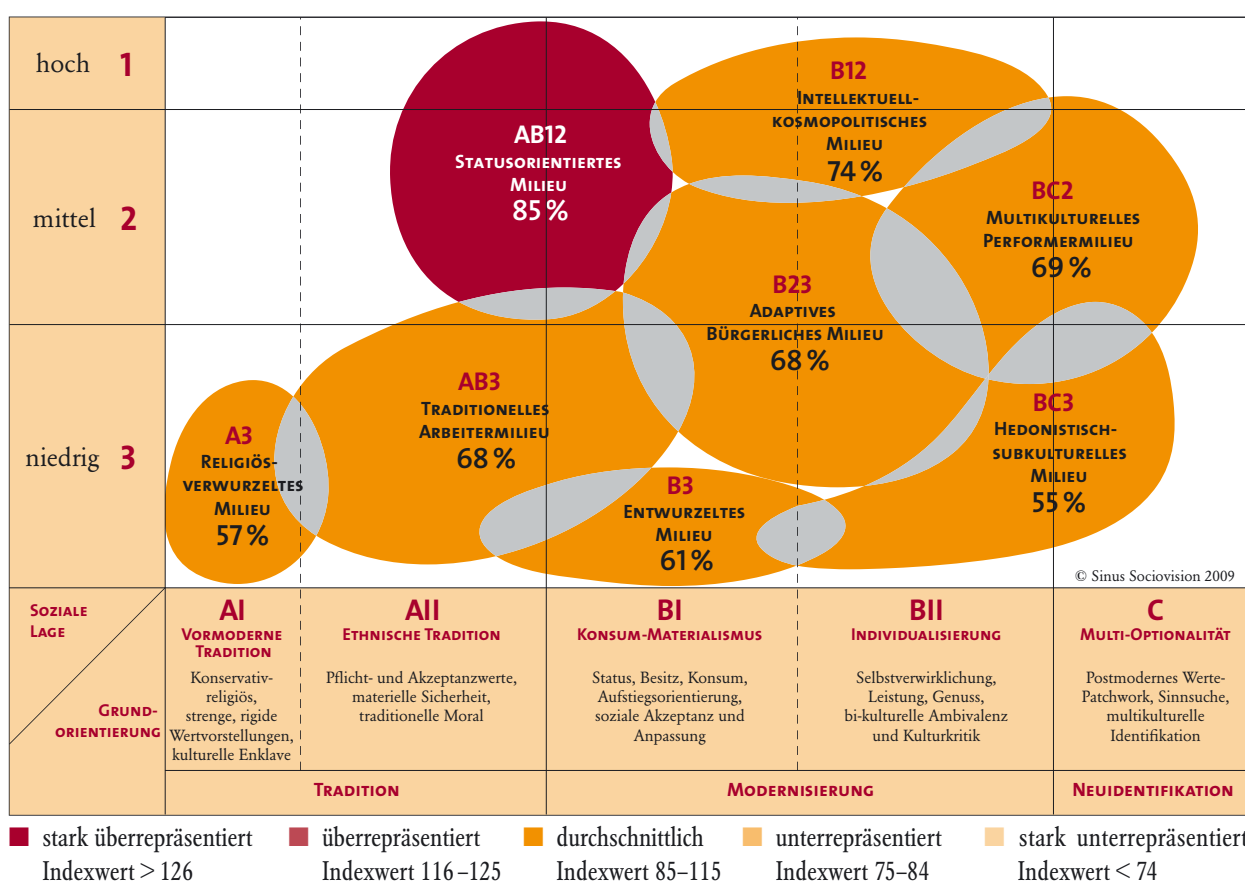 hoch 1
mittel 2
niedrig 3
AB12
Statusorientiertes
Milieu
85 %
B12
Intellektuell-
kosmopolitisches
Milieu
74 %
BC2
Multikulturelles
Performermilieu
69 %
B23
Adaptives
Bürgerliches Milieu
68 %
AB3
Traditionelles
Arbeitermilieu
68 %
A3
Religiös-
verwurzeltes
Milieu
57 %
B3
Entwurzeltes
Milieu
61 %
BC3
Hedonistisch-
subkulturelles
Milieu
55 %
© Sinus Sociovision 2009
Soziale
Lage
Grund-
orientierung
AI
Vormoderne
Tradition
Konservativ-
religiös,
strenge, rigide
Wertvorstellungen,
kulturelle Enklave
AII
Ethnische Tradition
Pflicht- und Akzeptanzwerte,
materielle Sicherheit,
traditionelle Moral
BI
Konsum-Materialismus
Status, Besitz, Konsum,
Aufstiegsorientierung,
soziale Akzeptanz und
Anpassung
BII
Individualisierung
Selbstverwirklichung,
Leistung, Genuss,
bi-kulturelle Ambivalenz
und Kulturkritik
C
Multi-Optionalität
Postmodernes Werte-
Patchwork, Sinnsuche,
multikulturelle
Identifikation
Tradition
Modernisierung
Neuidentifikation
stark überrepräsentiert
Indexwert > 126
überrepräsentiert
Indexwert 116–125
durchschnittlich
Indexwert 85–115
unterrepräsentiert
Indexwert 75–84
stark unterrepräsentiert
Indexwert < 74